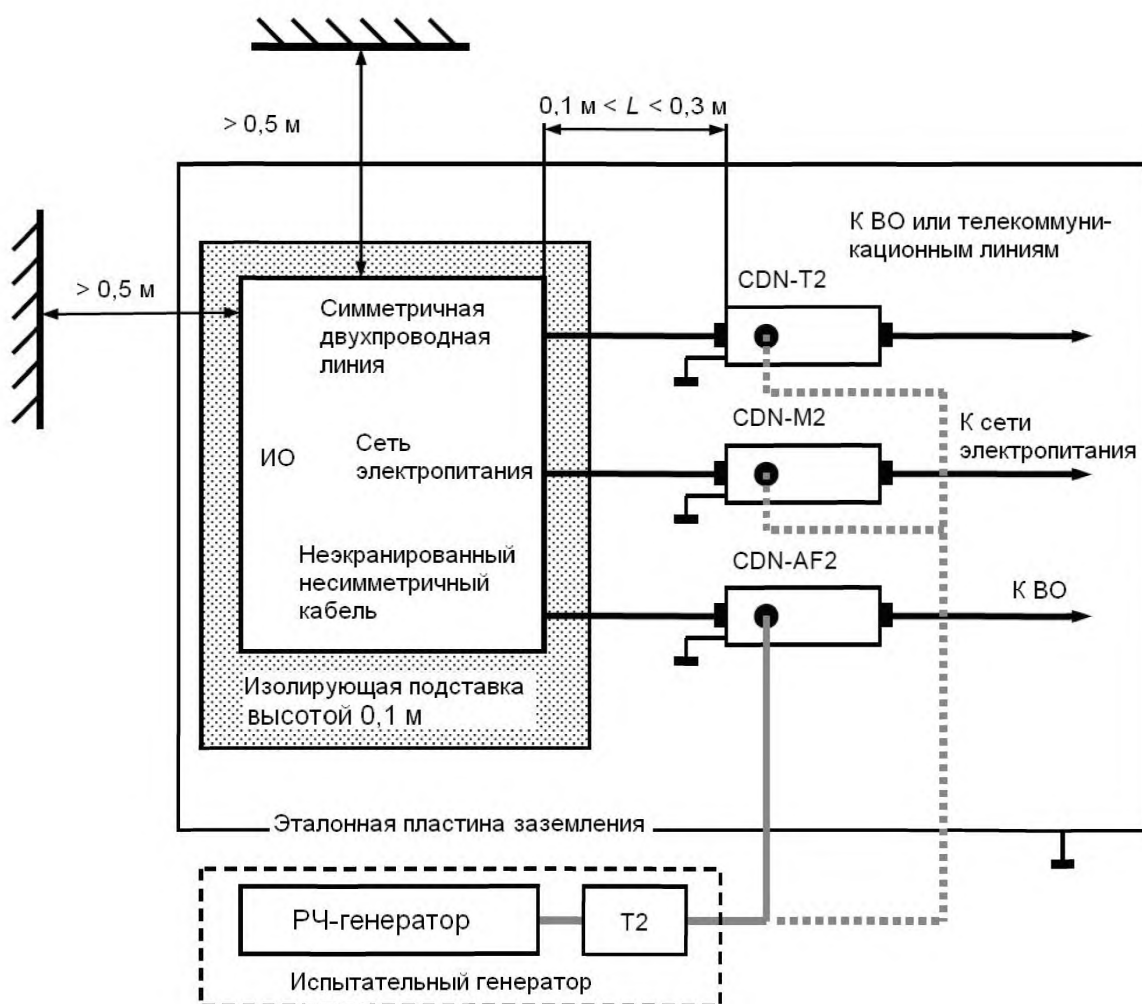 0,1 м < L < 0,3 м
> 0,5 м
К ВО или телекоммуни-
кационным линиям
CDN-T2
> 0,5 м
Симметричная
двухпроводная
линия
CDN-M2
К сети
электропитания
ИО
Сеть
электропитания
CDN-AF2
Неэкранированный
несимметричный
кабель
К ВО
Изолирующая подставка
высотой 0,1 м
Эталонная пластина заземления
РЧ-генератор
T2
Испытательный генератор